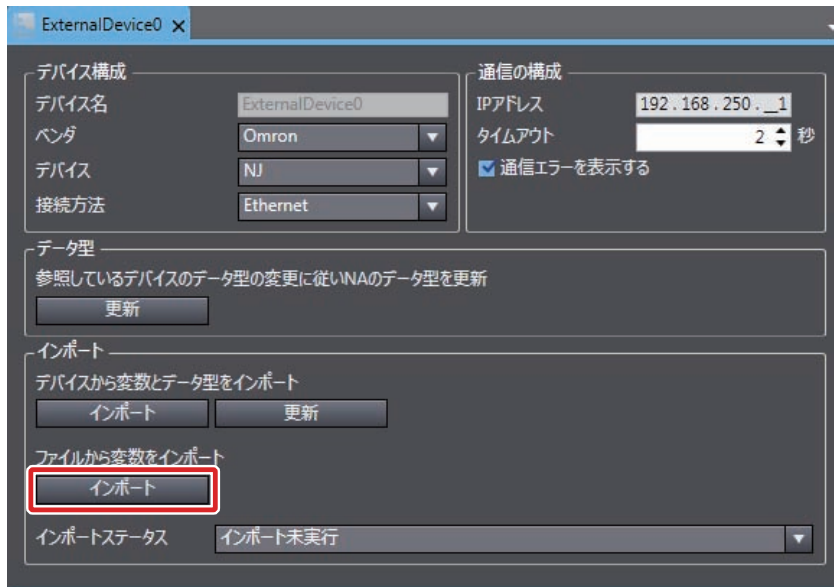 ExternalDevice0
デバイス構成
デバイス名 ExternalDevice0
ベンダ Omron
デバイス NJ
接続方法 Ethernet
通信の構成
IPアドレス 192.168.250.__1
タイムアウト 2 秒
通信エラーを表示する
データ型
参照しているデバイスのデータ型の変更に従いNAのデータ型を更新
更新
インポート
デバイスから変数とデータ型をインポート
インポート 更新
ファイルから変数をインポート
インポート
インポートステータス インポート未実行